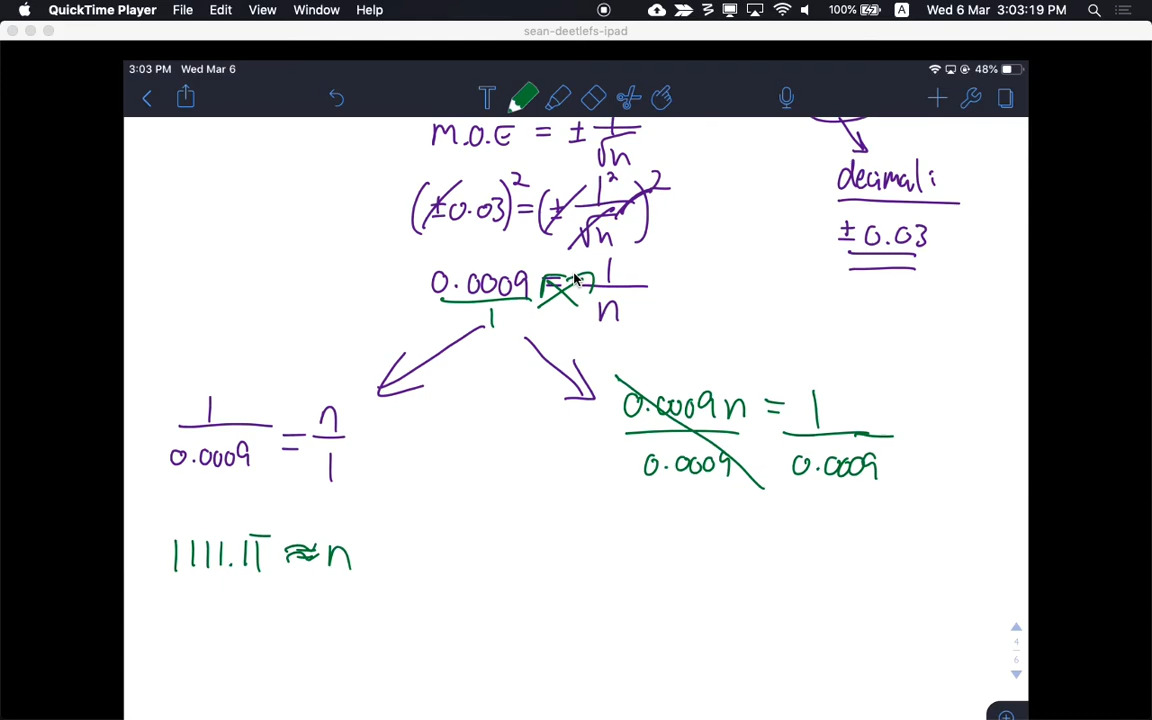 QuickTime Player File Edit View Window Help 100% A Wed 6 Mar 3:03:19 PM
sean-deetlefs-ipad
3:03 PM Wed Mar 6 48%
T
M.O.E = ± 1/√n
decimal:
(±0.03)² = (± 1²/√n)²
± 0.03
0.0009/1 = 1/n
1/0.0009 = n/1
0.0009n/0.0009 = 1/0.0009
1111.11̅ ≈ n
4
6